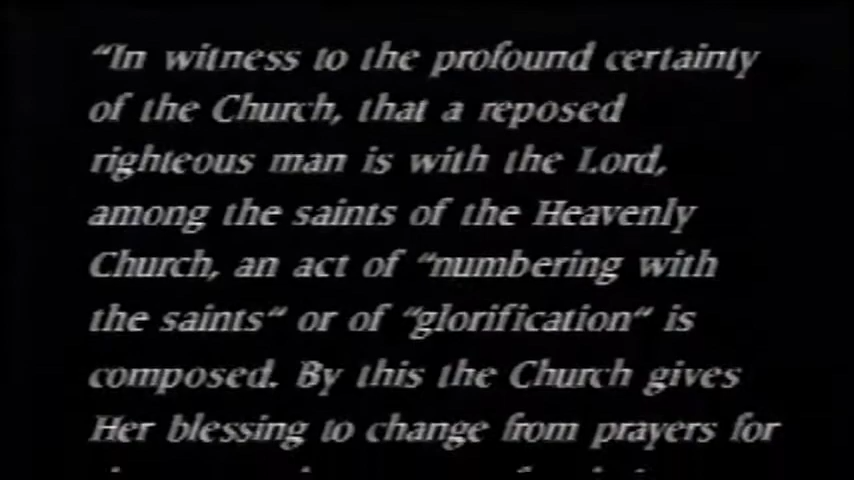 “In witness to the profound certainty
of the Church, that a reposed
righteous man is with the Lord,
among the saints of the Heavenly
Church, an act of “numbering with
the saints“ or of “glorification“ is
composed. By this the Church gives
Her blessing to change from prayers for